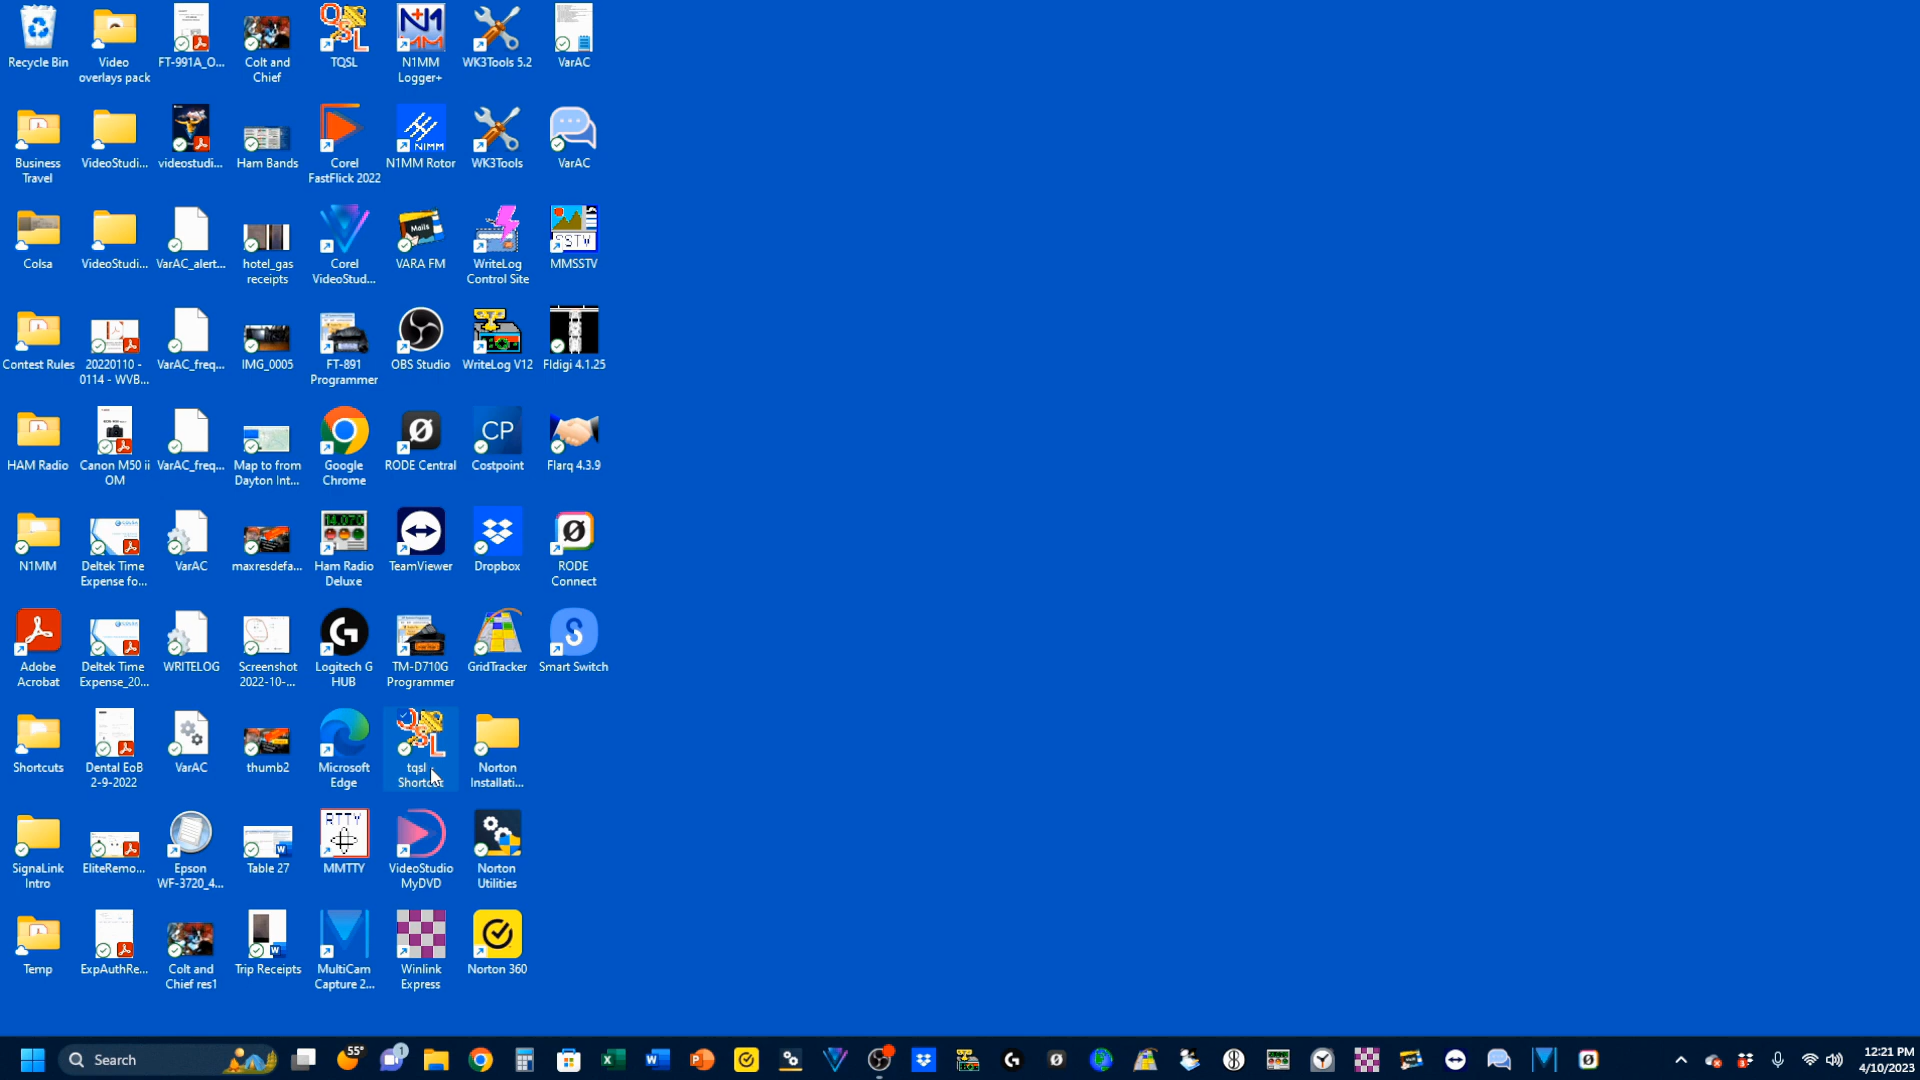 Recycle Bin
Video
overlays pack
FT-991A_O...
Colt and
Chief
TQSL
N1MM
Logger+
WK3Tools 5.2
VarAC
Business
Travel
VideoStudi...
videostudi...
Ham Bands
Corel
FastFlick 2022
N1MM Rotor
WK3Tools
VarAC
Colsa
VideoStudi...
VarAC_alert...
hotel_gas
receipts
Corel
VideoStud...
Mails
VARA FM
WriteLog
Control Site
SSTV
MMSSTV
Contest Rules
20220110 -
0114 - WVB...
VarAC_freq...
IMG_0005
FT-891
Programmer
OBS Studio
WriteLog V12
Fldigi 4.1.25
HAM Radio
Canon M50 ii
OM
VarAC_freq...
Map to from
Dayton Int...
Google
Chrome
RODE Central
CP
Costpoint
Flarq 4.3.9
N1MM
Deltek Time
Expense fo...
VarAC
maxresdefa...
14.070
Ham Radio
Deluxe
TeamViewer
Dropbox
RODE
Connect
Adobe
Acrobat
Deltek Time
Expense_20...
WRITELOG
Screenshot
2022-10-...
Logitech G
HUB
TM-D710G
Programmer
GridTracker
Smart Switch
Shortcuts
Dental EoB
2-9-2022
VarAC
thumb2
Microsoft
Edge
tqsl -
Shortcut
Norton
Installati...
SignaLink
Intro
EliteRemo...
Epson
WF-3720_4...
Table 27
RTTY
MMTTY
VideoStudio
MyDVD
Norton
Utilities
Temp
ExpAuthRe...
Colt and
Chief res1
Trip Receipts
MultiCam
Capture 2...
Winlink
Express
Norton 360
Search
55°
1
12:21 PM
4/10/2023